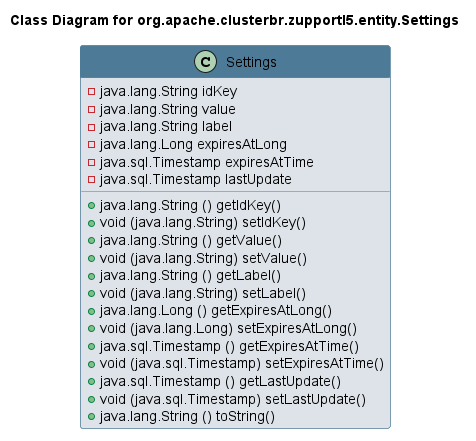 Class Diagram for org.apache.clusterbr.zupportl5.entity.Settings
C Settings
java.lang.String idKey
java.lang.String value
java.lang.String label
java.lang.Long expiresAtLong
java.sql.Timestamp expiresAtTime
java.sql.Timestamp lastUpdate
java.lang.String () getIdKey()
void (java.lang.String) setIdKey()
java.lang.String () getValue()
void (java.lang.String) setValue()
java.lang.String () getLabel()
void (java.lang.String) setLabel()
java.lang.Long () getExpiresAtLong()
void (java.lang.Long) setExpiresAtLong()
java.sql.Timestamp () getExpiresAtTime()
void (java.sql.Timestamp) setExpiresAtTime()
java.sql.Timestamp () getLastUpdate()
void (java.sql.Timestamp) setLastUpdate()
java.lang.String () toString()